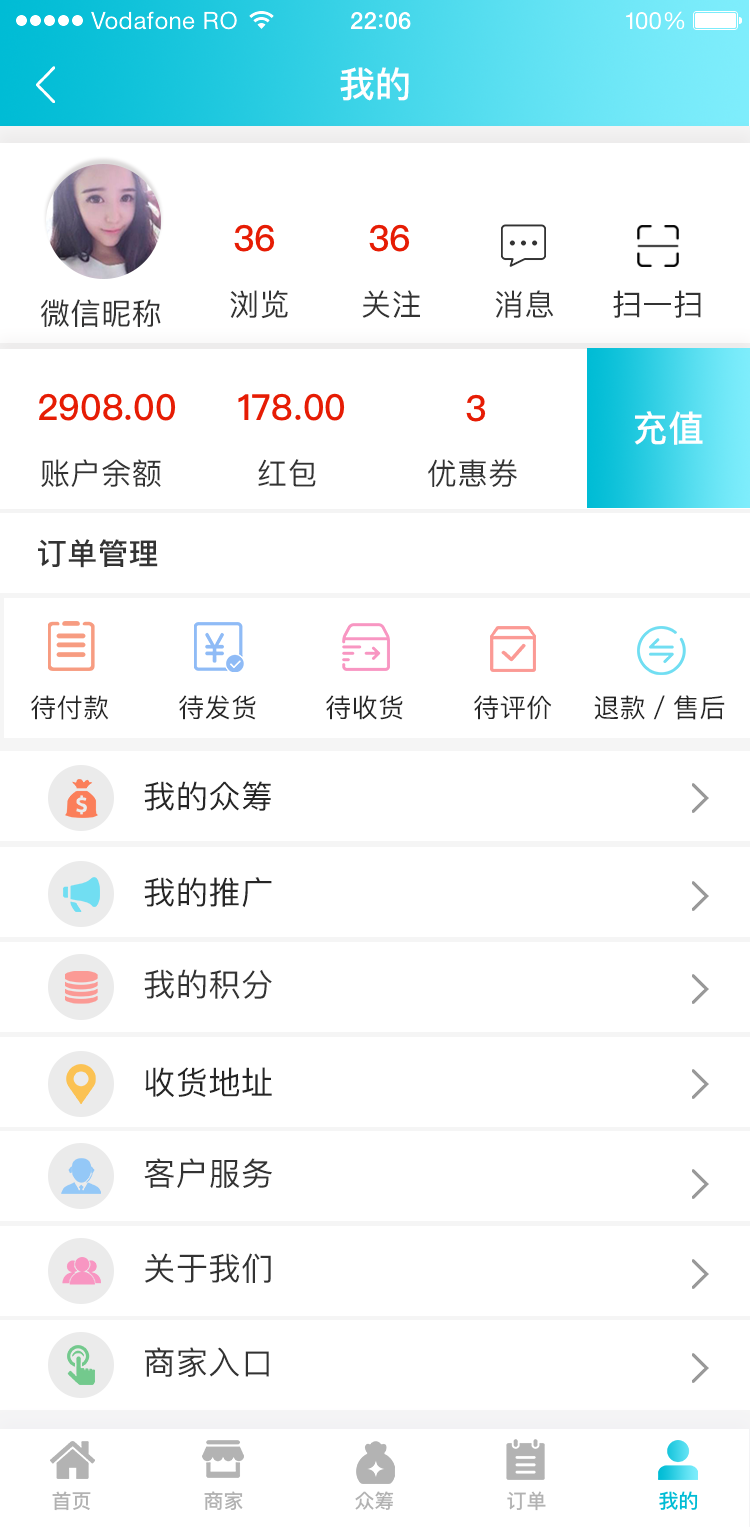 Vodafone RO 22:06 100%
我的
36 36
微信昵称 浏览 关注 消息 扫一扫
2908.00 178.00 3 充值
账户余额 红包 优惠券
订单管理
待付款 待发货 待收货 待评价 退款 / 售后
我的众筹
我的推广
我的积分
收货地址
客户服务
关于我们
商家入口
首页 商家 众筹 订单 我的